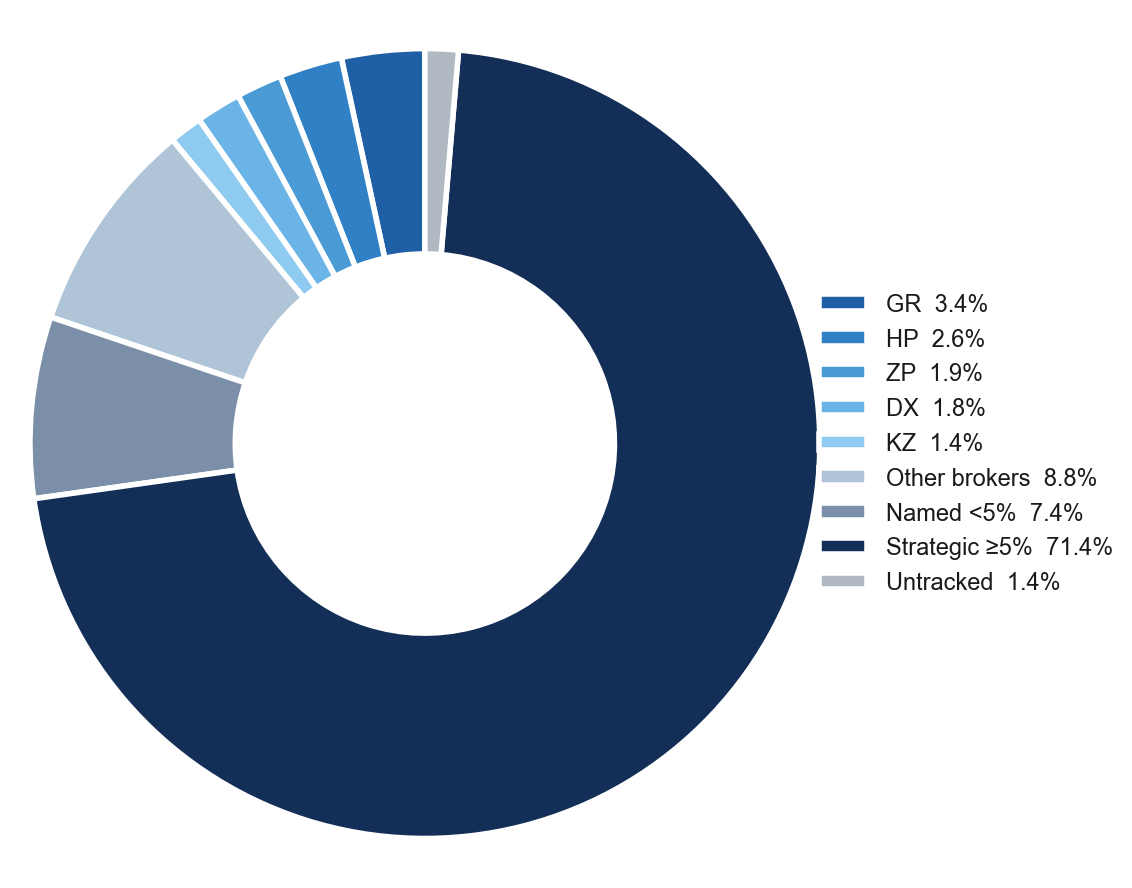 GR  3.4%
HP  2.6%
ZP  1.9%
DX  1.8%
KZ  1.4%
Other brokers  8.8%
Named <5%  7.4%
Strategic ≥5%  71.4%
Untracked  1.4%